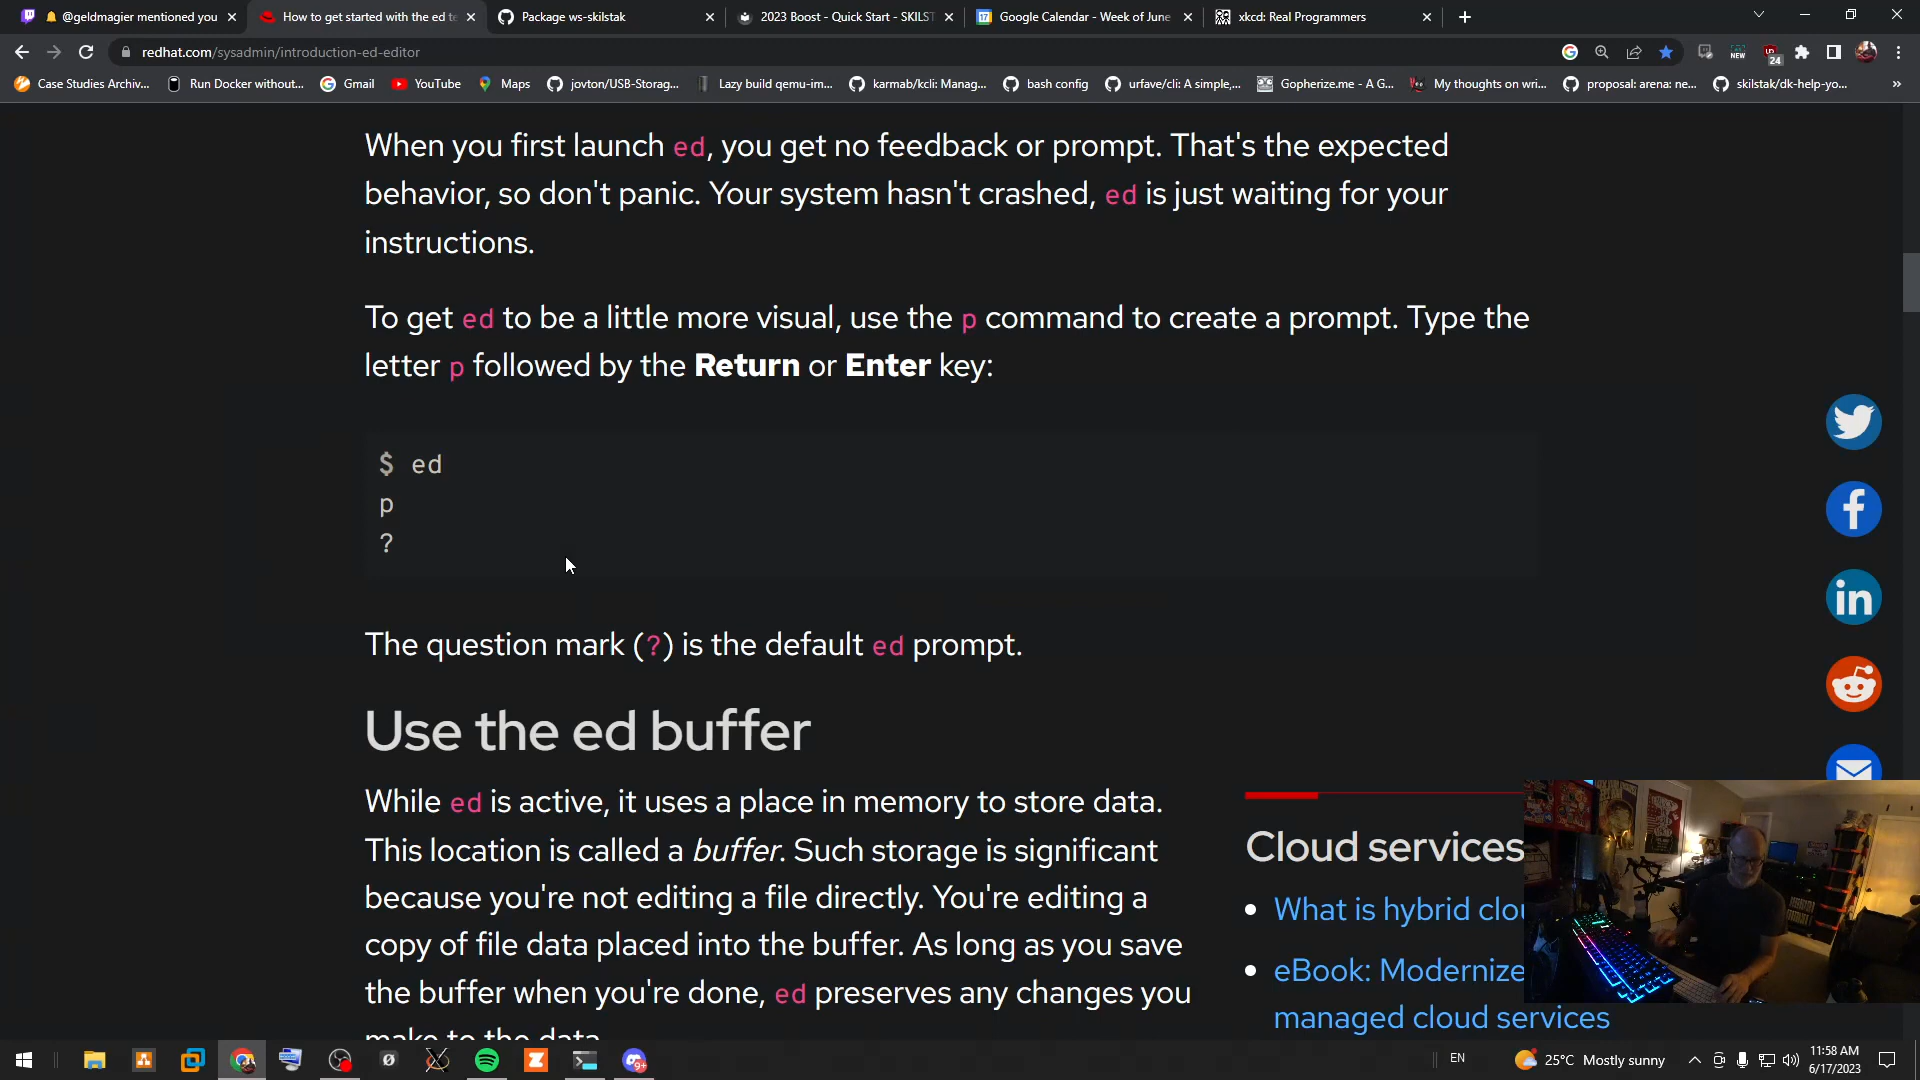 @geldmagier mentioned you
How to get started with the ed te
Package ws-skilstak
2023 Boost - Quick Start - SKILST
Google Calendar - Week of June
xkcd: Real Programmers
redhat.com/sysadmin/introduction-ed-editor
24
Case Studies Archiv...
Run Docker without...
Gmail
YouTube
Maps
jovton/USB-Storag...
Lazy build qemu-im...
karmab/kcli: Manag...
bash config
urfave/cli: A simple,...
Gopherize.me - A G...
My thoughts on wri...
proposal: arena: ne...
skilstak/dk-help-yo...
When you first launch ed, you get no feedback or prompt. That's the expected
behavior, so don't panic. Your system hasn't crashed, ed is just waiting for your
instructions.
To get ed to be a little more visual, use the p command to create a prompt. Type the
letter p followed by the Return or Enter key:
$ ed
p
?
The question mark (?) is the default ed prompt.
Use the ed buffer
While ed is active, it uses a place in memory to store data.
This location is called a buffer. Such storage is significant
because you're not editing a file directly. You're editing a
copy of file data placed into the buffer. As long as you save
the buffer when you're done, ed preserves any changes you
make to the data.
Cloud services
What is hybrid clou
eBook: Modernize
managed cloud services
EN
25°C Mostly sunny
11:58 AM
6/17/2023